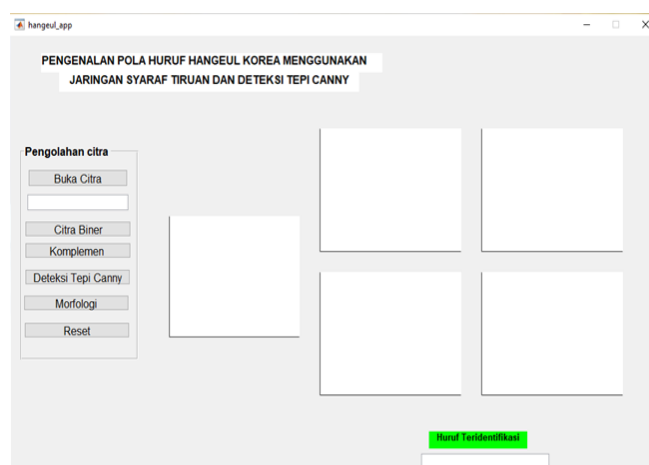 hangeul_app
PENGENALAN POLA HURUF HANGEUL KOREA MENGGUNAKAN
JARINGAN SYARAF TIRUAN DAN DETEKSI TEPI CANNY
Pengolahan citra
Buka Citra
Citra Biner
Komplemen
Deteksi Tepi Canny
Morfologi
Reset
Huruf Teridentifikasi